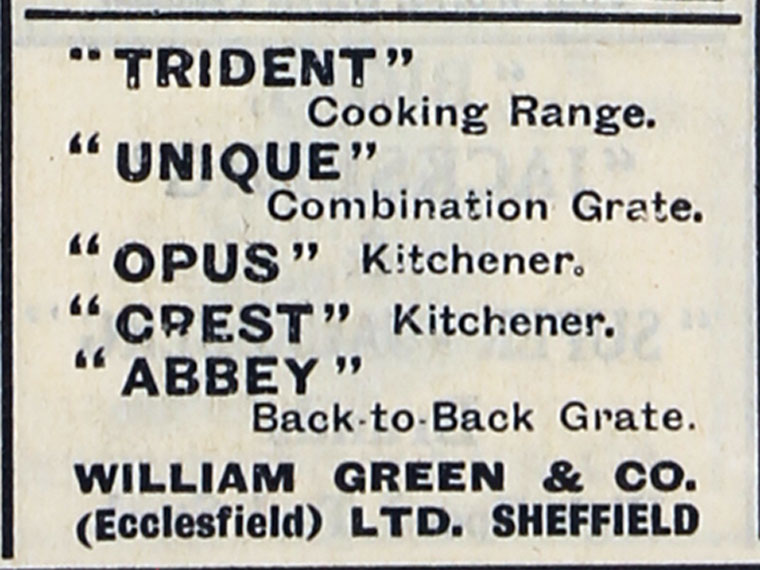 "TRIDENT"
Cooking Range.
"UNIQUE"
Combination Grate.
"OPUS" Kitchener.
"CREST" Kitchener.
"ABBEY"
Back-to-Back Grate.
WILLIAM GREEN & CO.
(Ecclesfield) LTD. SHEFFIELD